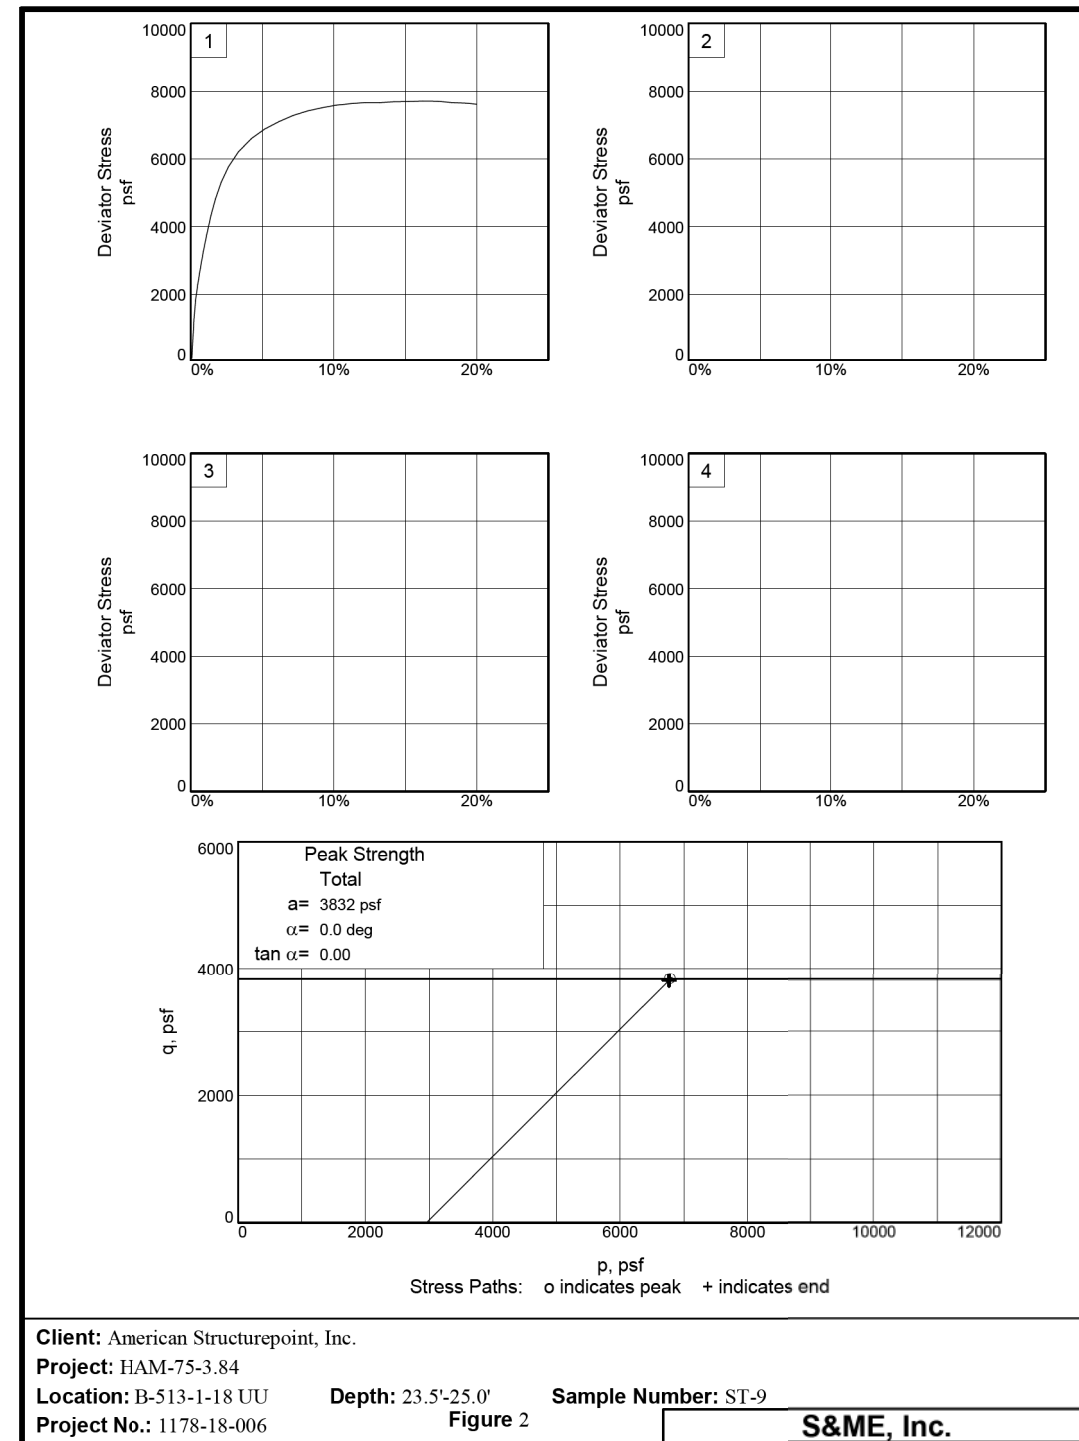 10000
1
8000
6000
4000
2000
0
0% 10% 20%
Deviator Stress
psf
10000
2
8000
6000
4000
2000
0
0% 10% 20%
Deviator Stress
psf
10000
3
8000
6000
4000
2000
0
0% 10% 20%
Deviator Stress
psf
10000
4
8000
6000
4000
2000
0
0% 10% 20%
Deviator Stress
psf
6000
Peak Strength
Total
a= 3832 psf
α= 0.0 deg
tan α= 0.00
4000
q, psf
2000
0
0 2000 4000 6000 8000 10000 12000
p, psf
Stress Paths: o indicates peak + indicates end
Client: American Structurepoint, Inc.
Project: HAM-75-3.84
Location: B-513-1-18 UU Depth: 23.5'-25.0' Sample Number: ST-9
Project No.: 1178-18-006 Figure 2 S&ME, Inc.